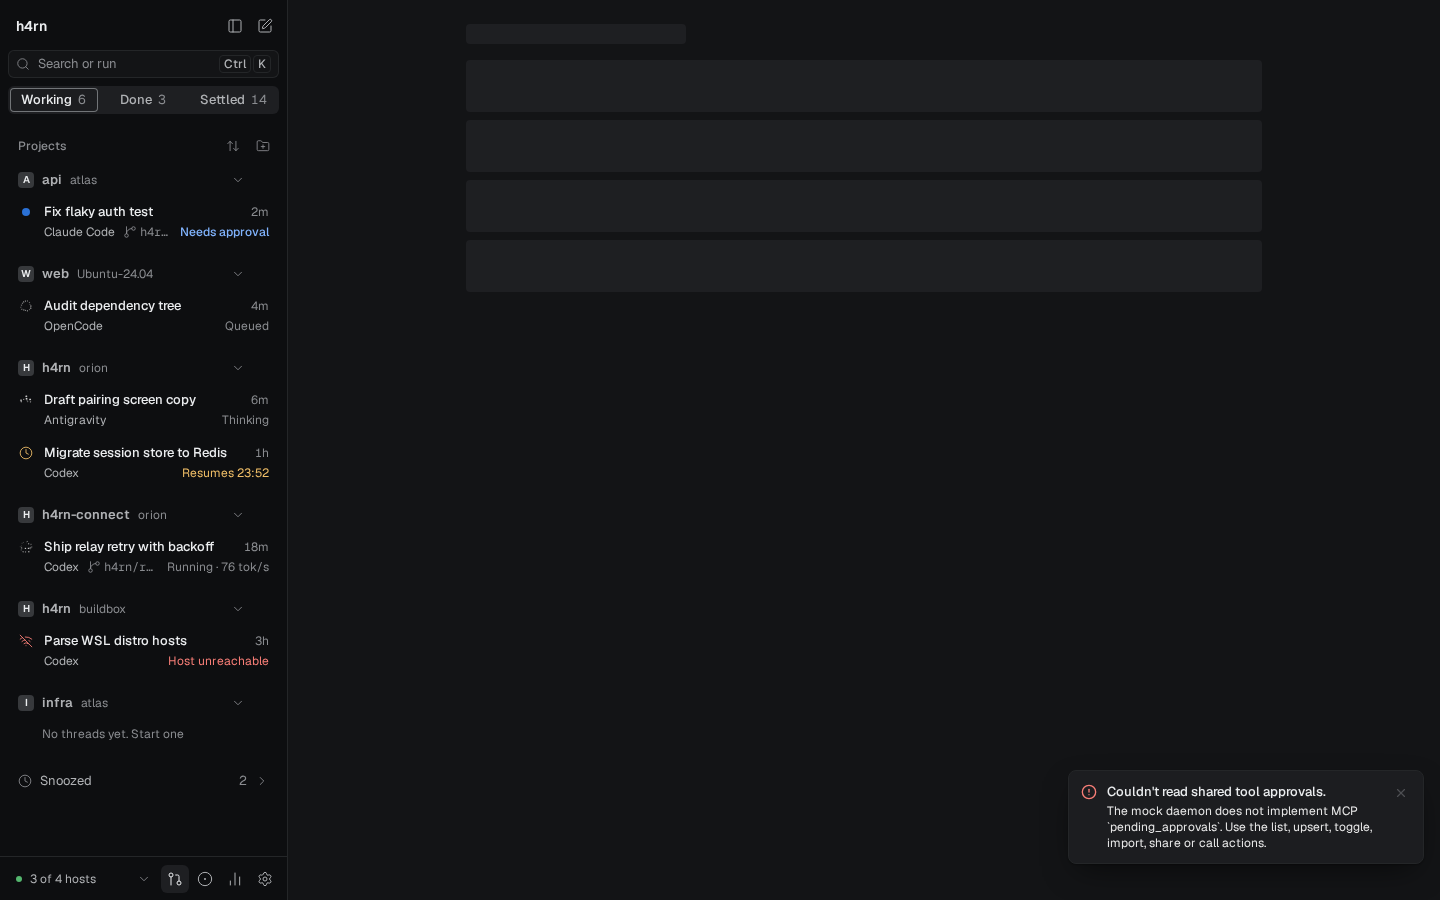 h4rn
Search or run Ctrl K
Working 6 Done 3 Settled 14
Projects
A api atlas
Fix flaky auth test 2m
Claude Code h4r... Needs approval
W web Ubuntu-24.04
Audit dependency tree 4m
OpenCode Queued
H h4rn orion
Draft pairing screen copy 6m
Antigravity Thinking
Migrate session store to Redis 1h
Codex Resumes 23:52
H h4rn-connect orion
Ship relay retry with backoff 18m
Codex h4rn/r... Running · 76 tok/s
H h4rn buildbox
Parse WSL distro hosts 3h
Codex Host unreachable
I infra atlas
No threads yet. Start one
Snoozed 2
3 of 4 hosts
Couldn't read shared tool approvals.
The mock daemon does not implement MCP
`pending_approvals`. Use the list, upsert, toggle,
import, share or call actions.